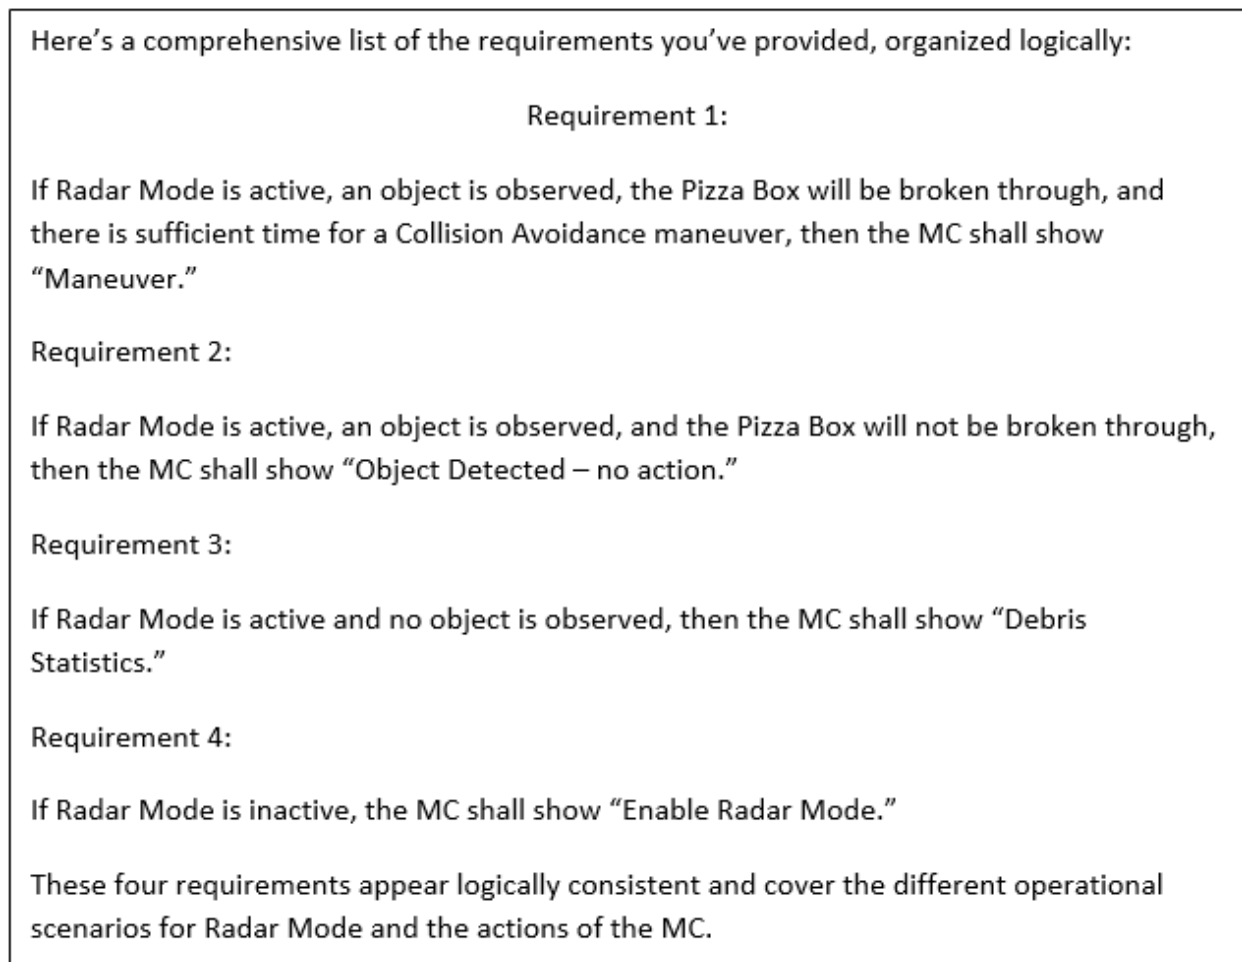 Here’s a comprehensive list of the requirements you’ve provided, organized logically:
Requirement 1:
If Radar Mode is active, an object is observed, the Pizza Box will be broken through, and
there is sufficient time for a Collision Avoidance maneuver, then the MC shall show
“Maneuver.”
Requirement 2:
If Radar Mode is active, an object is observed, and the Pizza Box will not be broken through,
then the MC shall show “Object Detected – no action.”
Requirement 3:
If Radar Mode is active and no object is observed, then the MC shall show “Debris
Statistics.”
Requirement 4:
If Radar Mode is inactive, the MC shall show “Enable Radar Mode.”
These four requirements appear logically consistent and cover the different operational
scenarios for Radar Mode and the actions of the MC.